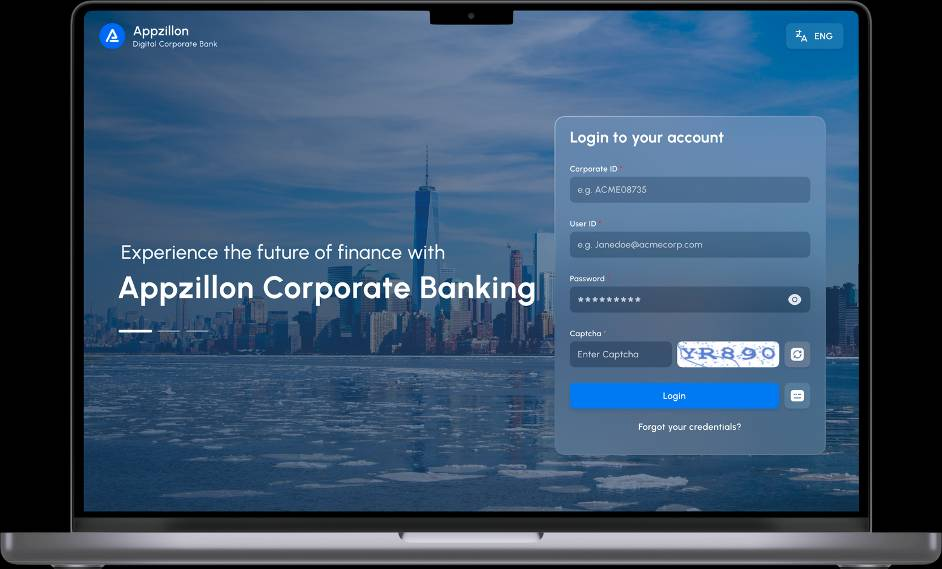 Appzillon
Digital Corporate Bank
ENG
Experience the future of finance with
Appzillon Corporate Banking
Login to your account
Corporate ID *
e.g. ACME08735
User ID *
e.g. Janedoe@acmecorp.com
Password
*********
Captcha *
Enter Captcha
YR890
Login
Forgot your credentials?